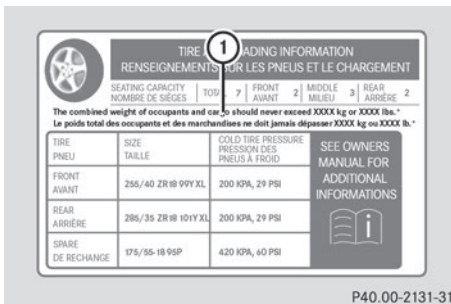 1
TIRE AND LOADING INFORMATION
RENSEIGNEMENTS SUR LES PNEUS ET LE CHARGEMENT
SEATING CAPACITY
NOMBRE DE SIÉGES
TOTAL 7
FRONT
AVANT 2
MIDDLE
MILIEU 3
REAR
ARRIÈRE 2
The combined weight of occupants and cargo should never exceed XXXX kg or XXXX lbs.*
Le poids total des occupants et des marchandises ne doit jamais dépasser XXXX kg ou XXXX lb.*
TIRE
PNEU
SIZE
TAILLE
COLD TIRE PRESSURE
PRESSION DES
PNEUS À FROID
FRONT
AVANT
255/40 ZR 18 99Y XL
200 KPA, 29 PSI
REAR
ARRIÈRE
285/35 ZR 18 101Y XL
200 KPA, 29 PSI
SPARE
DE RECHANGE
175/55-18 95P
420 KPA, 60 PSI
SEE OWNERS
MANUAL FOR
ADDITIONAL
INFORMATIONS
i
P40.00-2131-31